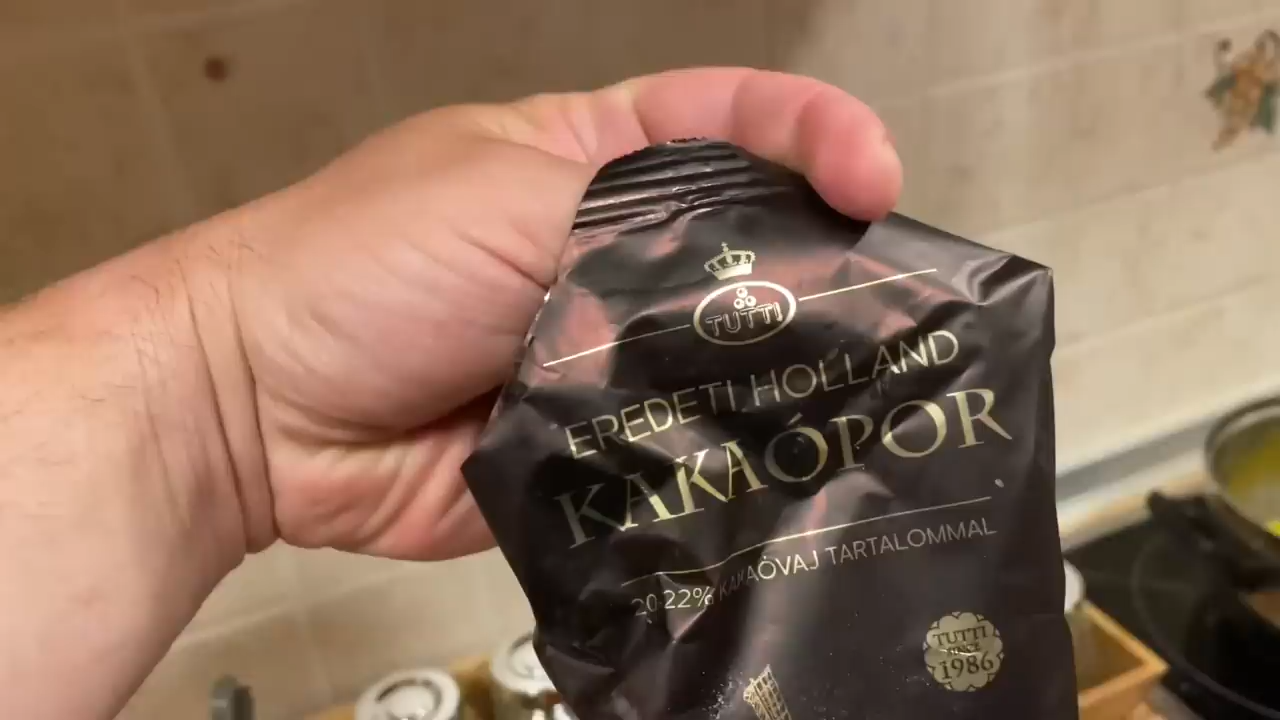 TUTTI
EREDETI HOLLAND
KAKAÓPOR
20-22% KAKAÓVAJ TARTALOMMAL
TUTTI
SINCE
1986